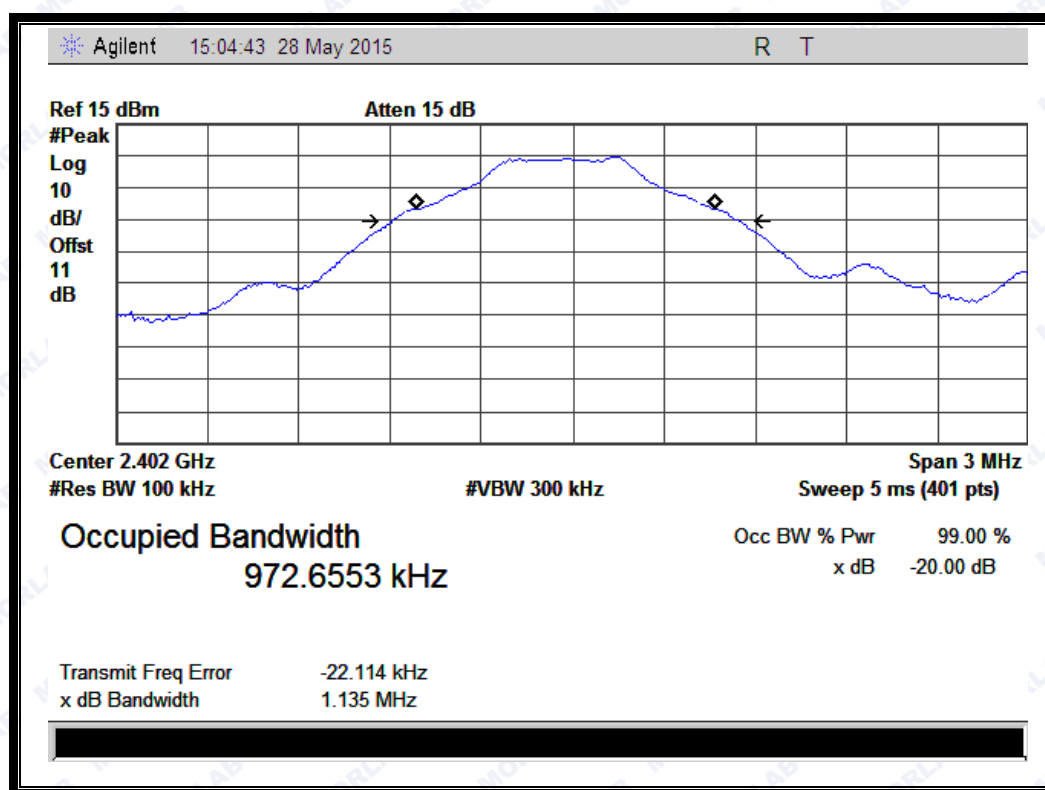 Agilent 15:04:43 28 May 2015 R T
Ref 15 dBm Atten 15 dB
#Peak
Log
10
dB/
Offst
11
dB
Center 2.402 GHz Span 3 MHz
#Res BW 100 kHz #VBW 300 kHz Sweep 5 ms (401 pts)
Occupied Bandwidth Occ BW % Pwr 99.00 %
972.6553 kHz x dB -20.00 dB
Transmit Freq Error -22.114 kHz
x dB Bandwidth 1.135 MHz